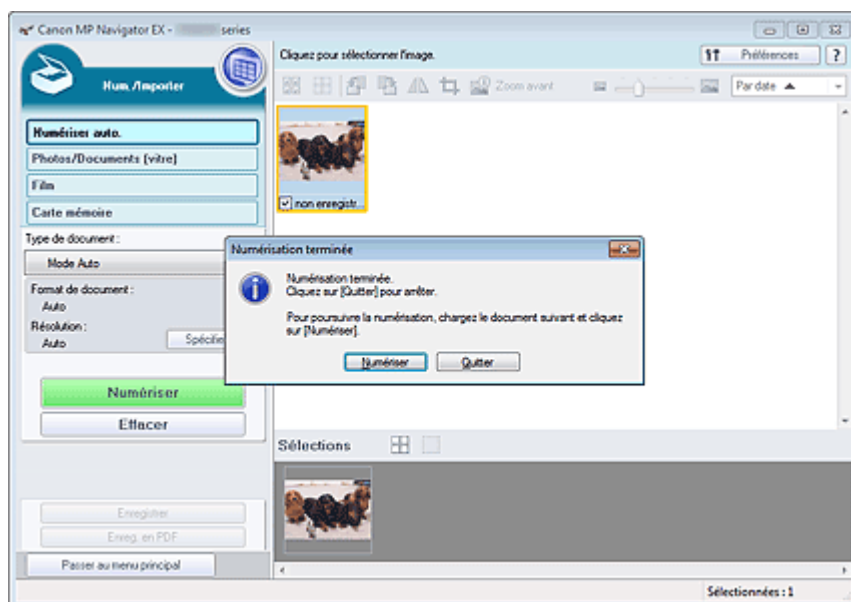 Canon MP Navigator EX - series
Cliquez pour sélectionner l'image.
Préférences
?
Num./Importer
Zoom avant
Par date
Numériser auto.
Photos/Documents (vitre)
Film
Carte mémoire
non enregistr...
Type de document :
Mode Auto
Format de document :
Auto
Résolution :
Auto
Spécifie
Numérisation terminée
Numérisation terminée.
Cliquez sur [Quitter] pour arrêter.
Pour poursuivre la numérisation, chargez le document suivant et cliquez
sur [Numériser].
Numériser
Quitter
Numériser
Effacer
Sélections
Enregistrer
Enreg. en PDF
Passer au menu principal
Sélectionnées : 1